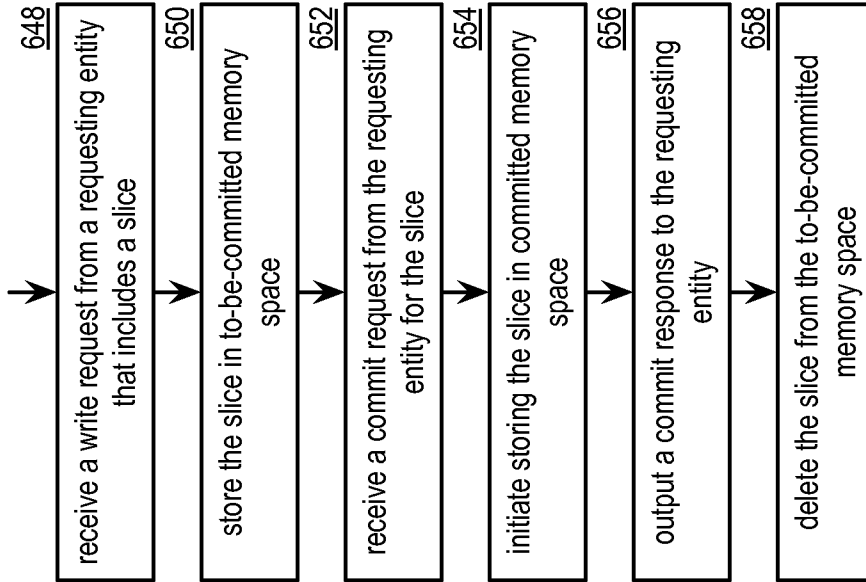 648
receive a write request from a requesting entity
that includes a slice
650
store the slice in to-be-committed memory
space
652
receive a commit request from the requesting
entity for the slice
654
initiate storing the slice in committed memory
space
656
output a commit response to the requesting
entity
658
delete the slice from the to-be-committed
memory space